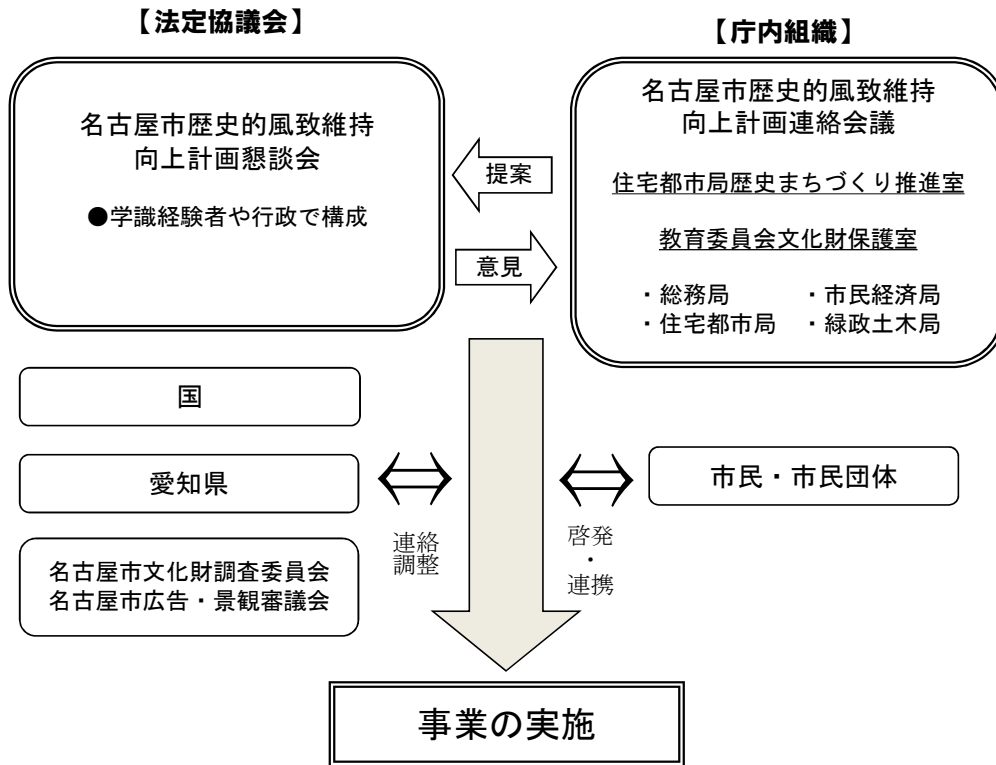 【法定協議会】
名古屋市歴史的風致維持
向上計画懇談会
●学識経験者や行政で構成
提案
意見
【庁内組織】
名古屋市歴史的風致維持
向上計画連絡会議
住宅都市局歴史まちづくり推進室
教育委員会文化財保護室
・総務局 ・市民経済局
・住宅都市局 ・緑政土木局
国
愛知県
名古屋市文化財調査委員会
名古屋市広告・景観審議会
連絡
調整
啓発
・
連携
市民・市民団体
事業の実施